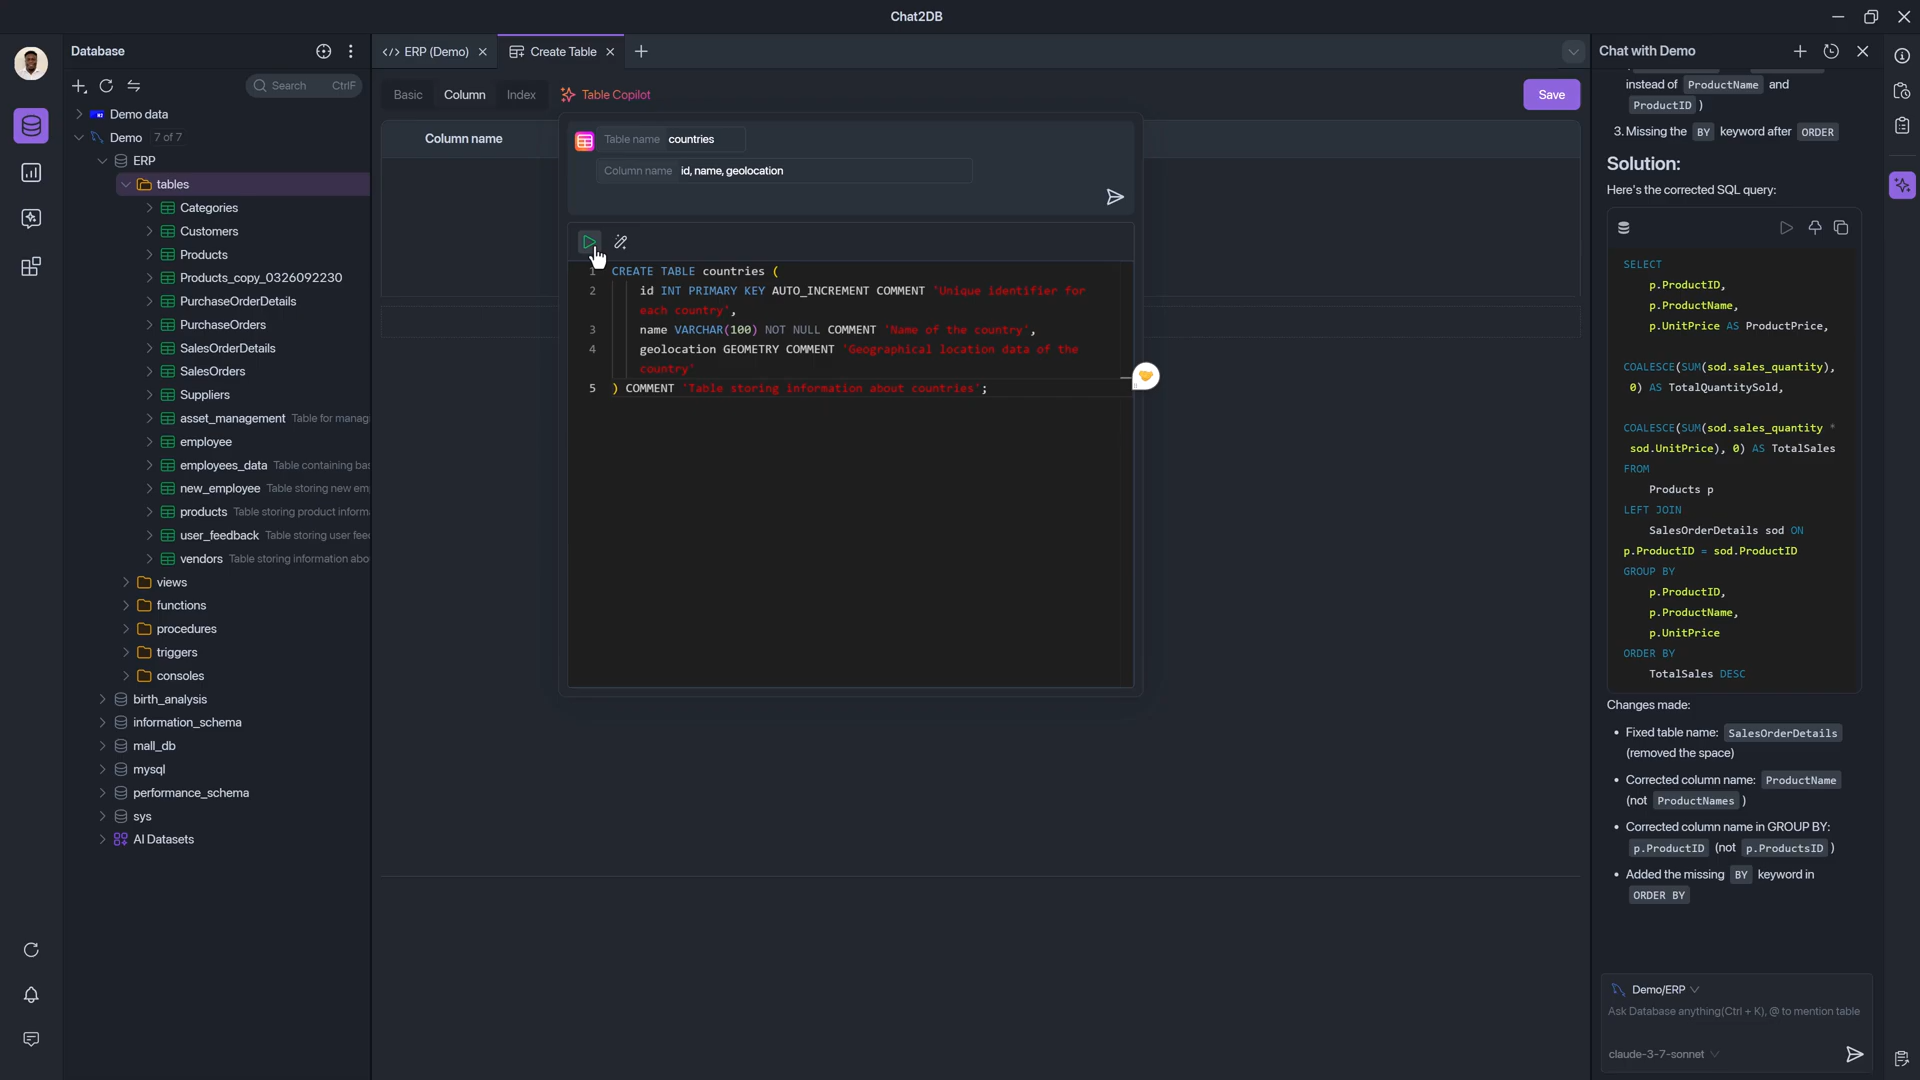 Chat2DB
Database
Search CtrlF
Demo data
Demo 7 of 7
ERP
tables
Categories
Customers
Products
Products_copy_0326092230
PurchaseOrderDetails
PurchaseOrders
SalesOrderDetails
SalesOrders
Suppliers
asset_management Table for manag
employee
employees_data Table containing bas
new_employee Table storing new em
products Table storing product inform
user_feedback Table storing user fee
vendors Table storing information abo
views
functions
procedures
triggers
consoles
birth_analysis
information_schema
mall_db
mysql
performance_schema
sys
AI Datasets
</> ERP (Demo)
Create Table
Basic Column Index Table Copilot
Save
Column name
Table name countries
Column name id, name, geolocation
1 CREATE TABLE countries (
2 id INT PRIMARY KEY AUTO_INCREMENT COMMENT 'Unique identifier for
each country',
3 name VARCHAR(100) NOT NULL COMMENT 'Name of the country',
4 geolocation GEOMETRY COMMENT 'Geographical location data of the
country'
5 ) COMMENT 'Table storing information about countries';
Chat with Demo
instead of ProductName and
ProductID )
3. Missing the BY keyword after ORDER
Solution:
Here's the corrected SQL query:
SELECT
p.ProductID,
p.ProductName,
p.UnitPrice AS ProductPrice,
COALESCE(SUM(sod.sales_quantity),
0) AS TotalQuantitySold,
COALESCE(SUM(sod.sales_quantity *
sod.UnitPrice), 0) AS TotalSales
FROM
Products p
LEFT JOIN
SalesOrderDetails sod ON
p.ProductID = sod.ProductID
GROUP BY
p.ProductID,
p.ProductName,
p.UnitPrice
ORDER BY
TotalSales DESC
Changes made:
• Fixed table name: SalesOrderDetails
(removed the space)
• Corrected column name: ProductName
(not ProductNames )
• Corrected column name in GROUP BY:
p.ProductID (not p.ProductsID )
• Added the missing BY keyword in
ORDER BY
Demo/ERP
Ask Database anything(Ctrl + K), @ to mention table
claude-3-7-sonnet